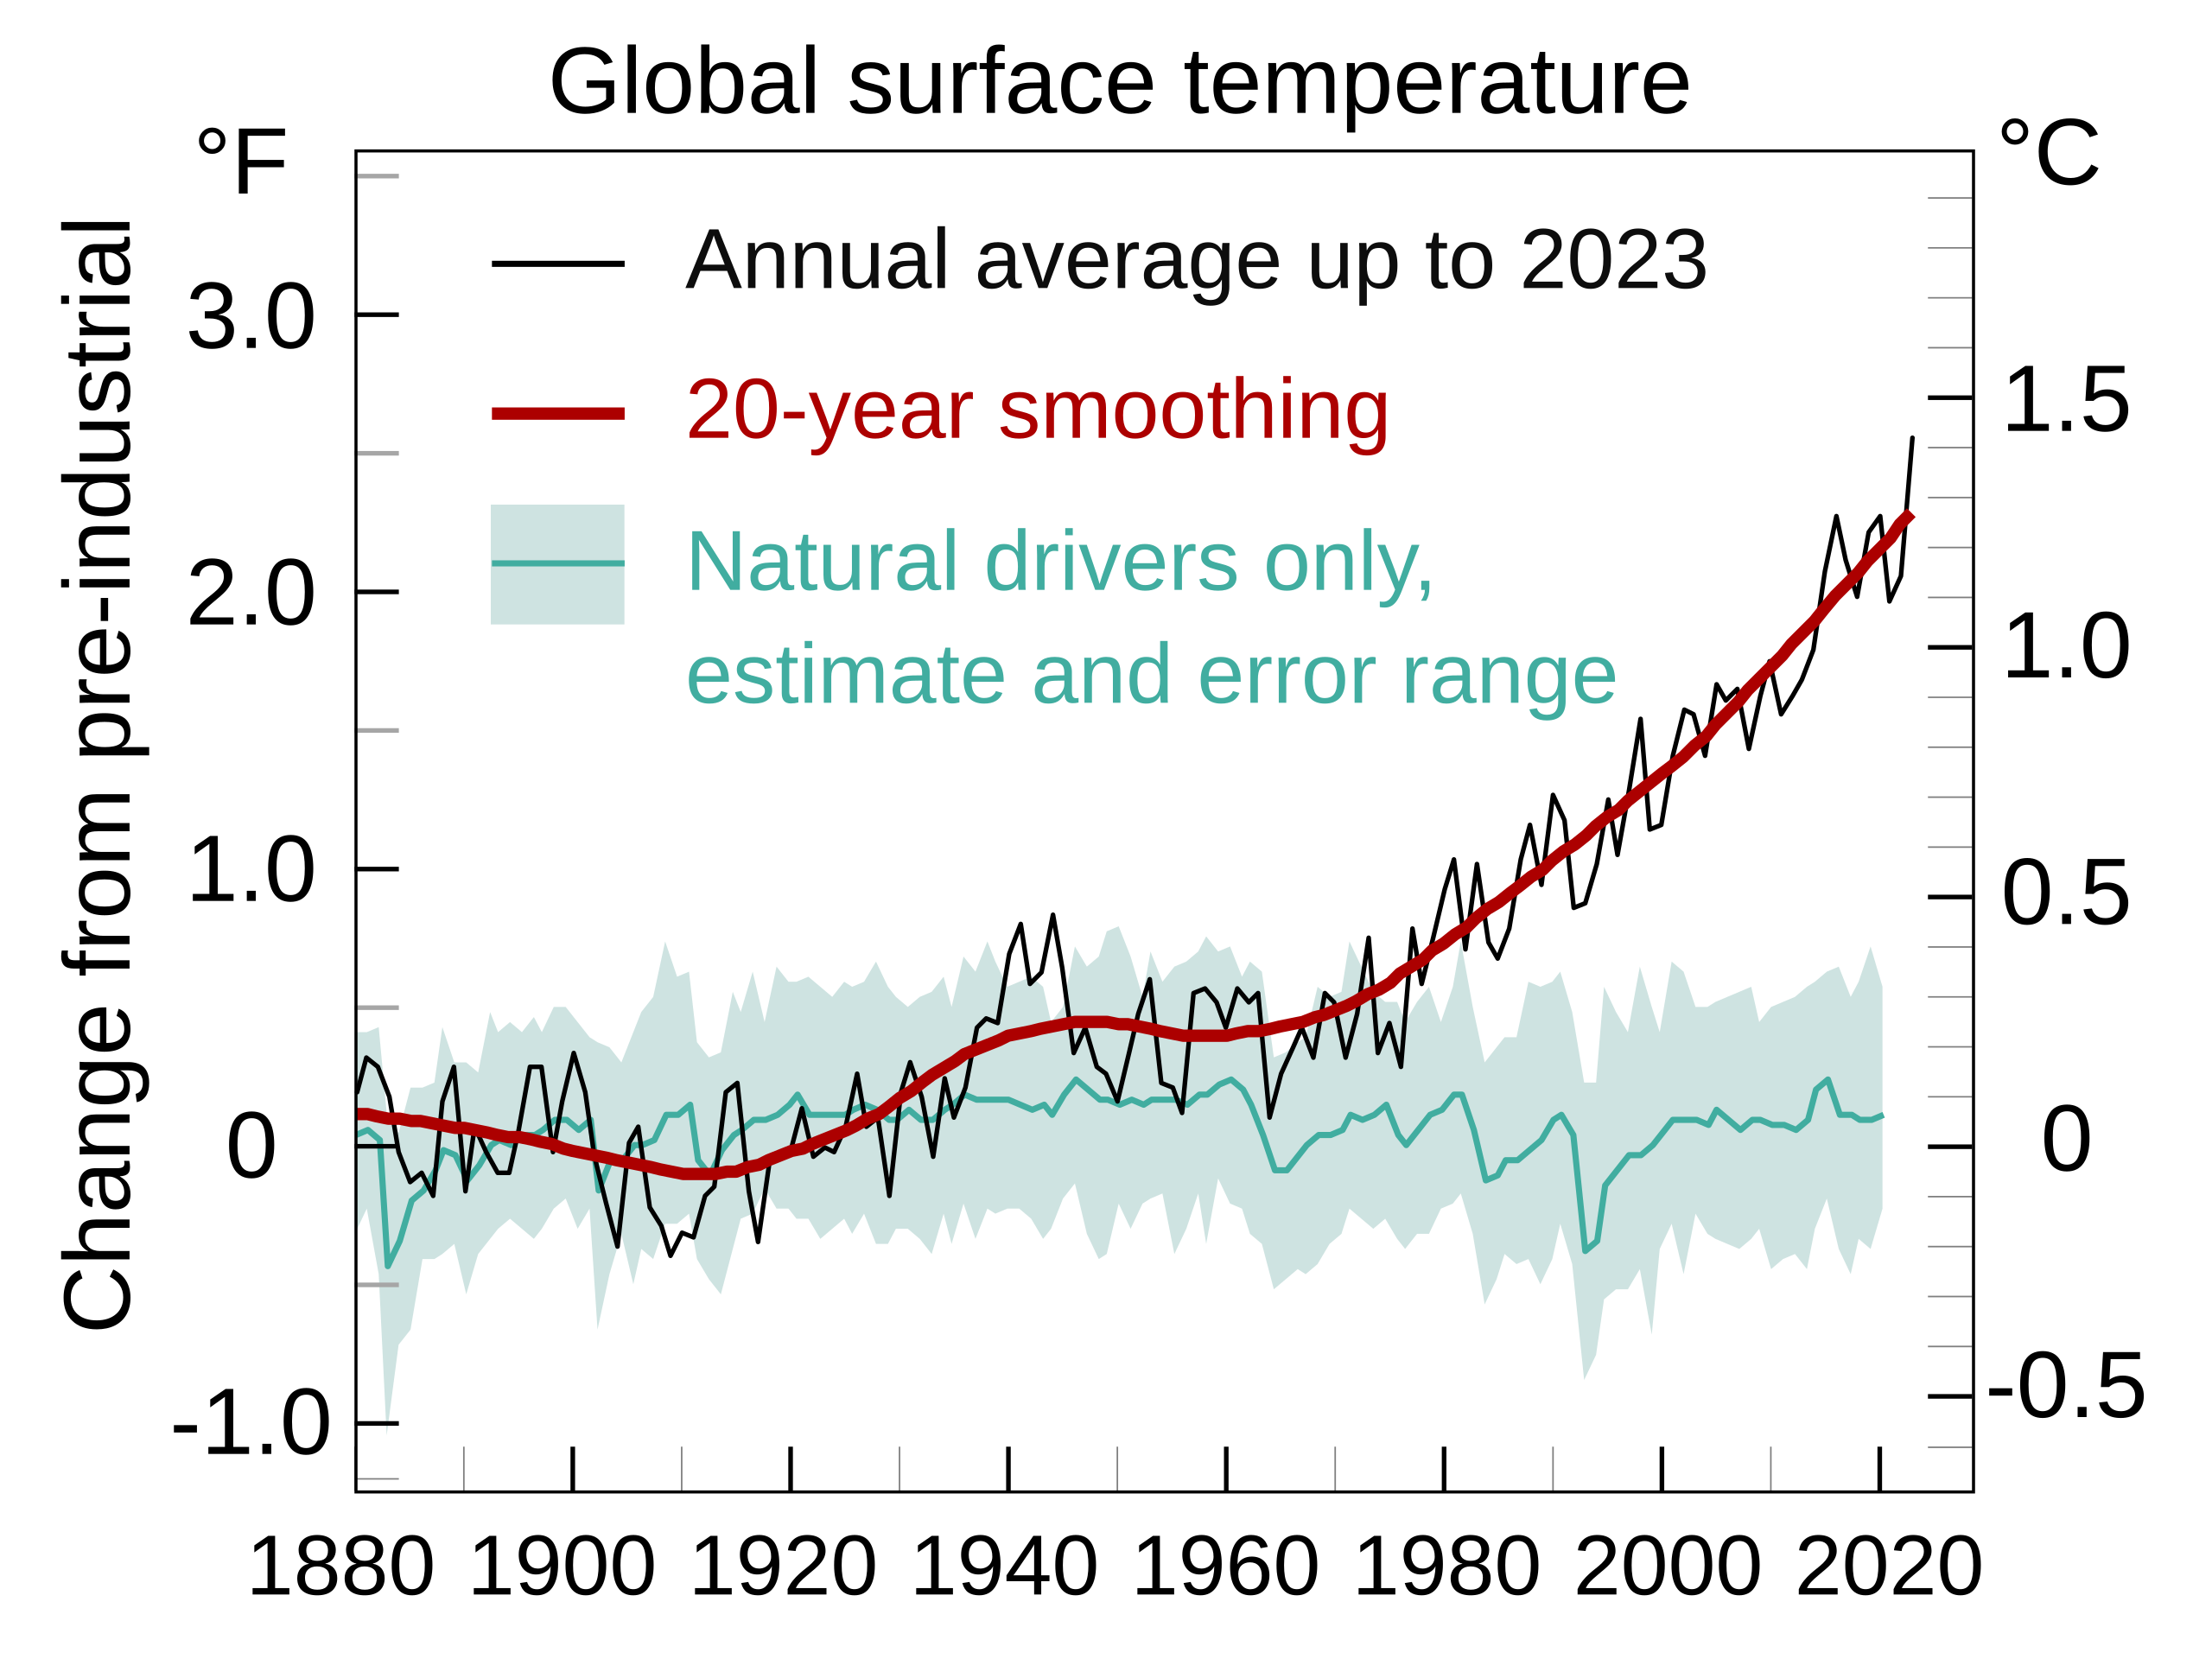 Global surface temperature
°F
°C
Change from pre-industrial
Annual average up to 2023
20-year smoothing
Natural drivers only,
estimate and error range
3.0
2.0
1.0
0
-1.0
1.5
1.0
0.5
0
-0.5
1880 1900 1920 1940 1960 1980 2000 2020